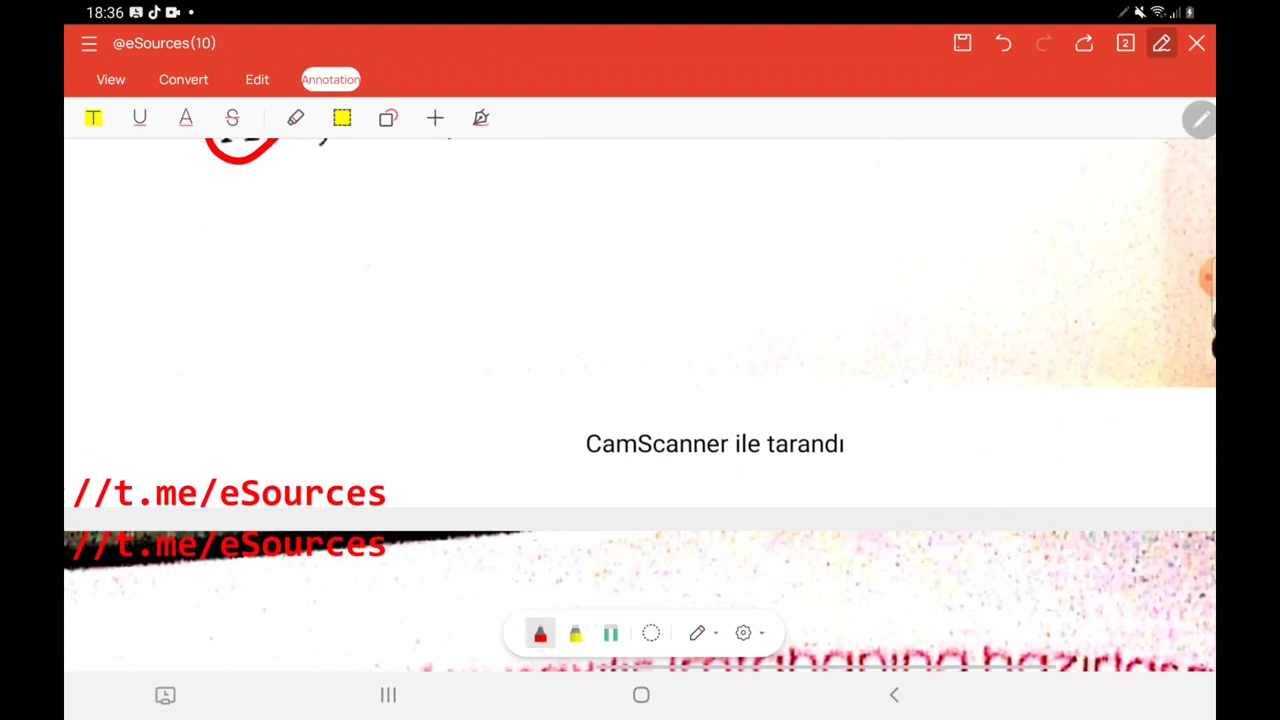 18:36
@eSources(10)
2
View Convert Edit Annotation
T U A S
CamScanner ile tarandı
//t.me/eSources
//t.me/eSources